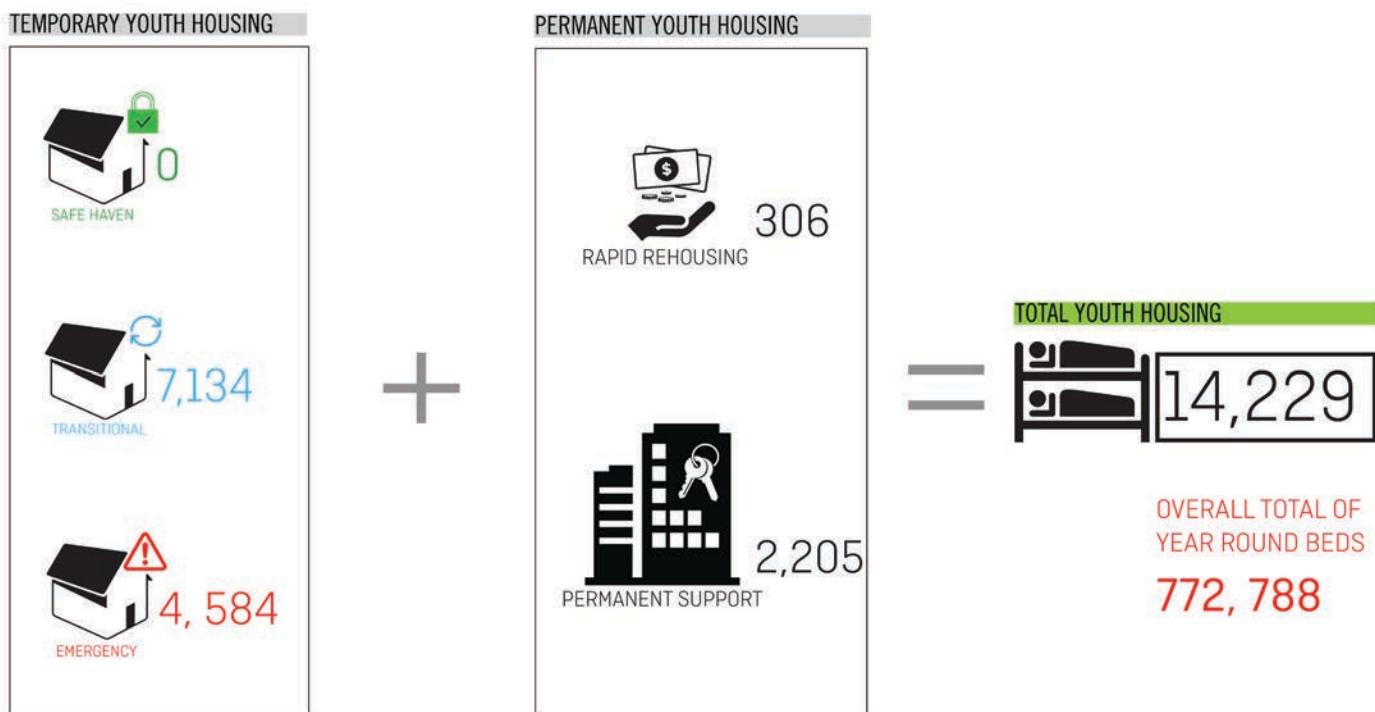 TEMPORARY YOUTH HOUSING
0
SAFE HAVEN
7,134
TRANSITIONAL
4, 584
EMERGENCY
PERMANENT YOUTH HOUSING
$
306
RAPID REHOUSING
2,205
PERMANENT SUPPORT
TOTAL YOUTH HOUSING
14,229
OVERALL TOTAL OF
YEAR ROUND BEDS
772, 788